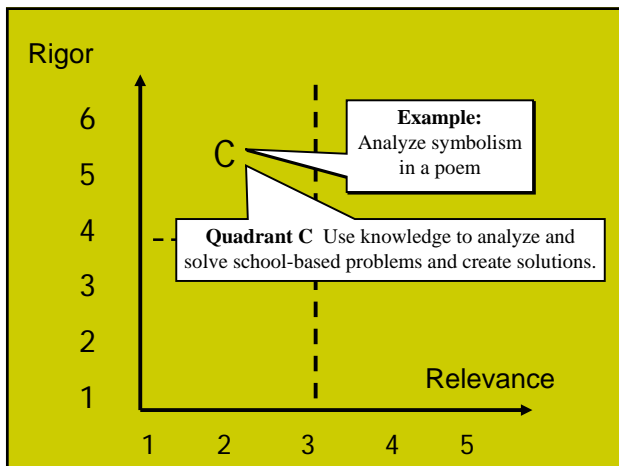 Rigor
6
Example:
Analyze symbolism
in a poem
C
5
4
Quadrant C Use knowledge to analyze and
solve school-based problems and create solutions.
3
2
1
Relevance
1 2 3 4 5